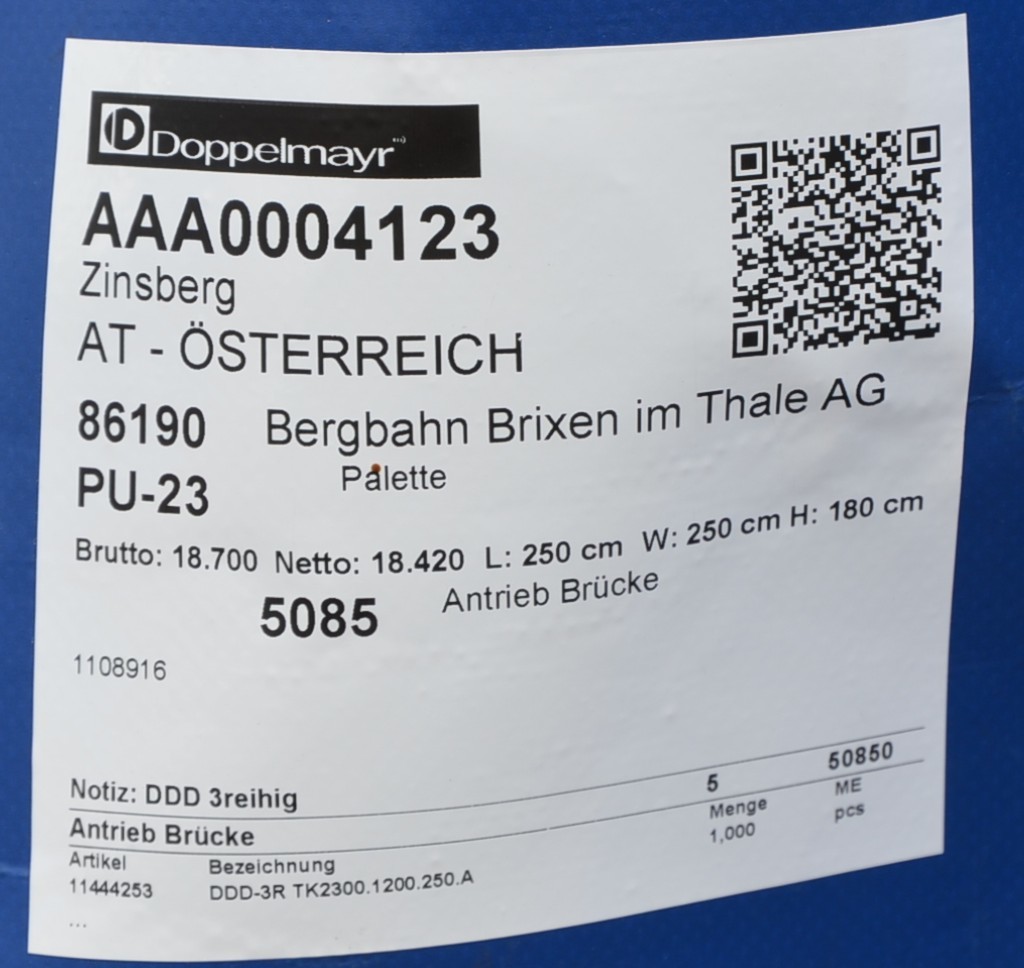 Doppelmayr
AAA0004123
Zinsberg
AT - ÖSTERREICH
86190 Bergbahn Brixen im Thale AG
PU-23 Palette
Brutto: 18.700 Netto: 18.420 L: 250 cm W: 250 cm H: 180 cm
5085 Antrieb Brücke
1108916
Notiz: DDD 3reihig 5 50850
Antrieb Brücke Menge ME
Artikel Bezeichnung 1,000 pcs
11444253 DDD-3R TK2300.1200.250.A
...